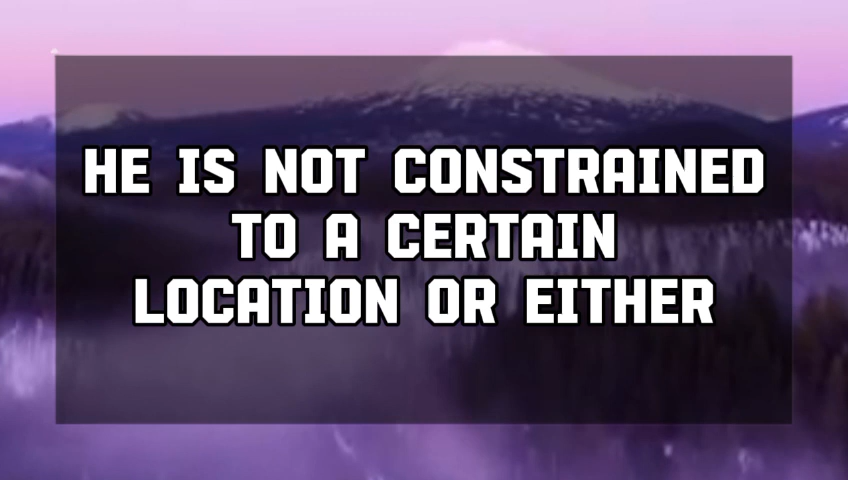 HE IS NOT CONSTRAINED
TO A CERTAIN
LOCATION OR EITHER